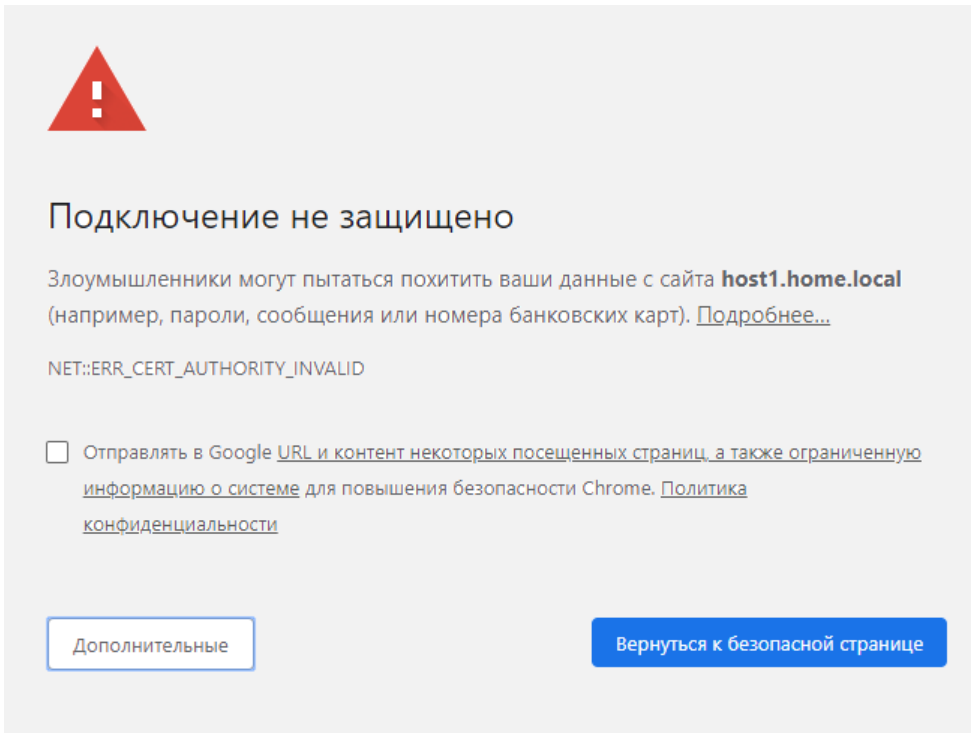 Подключение не защищено
Злоумышленники могут пытаться похитить ваши данные с сайта host1.home.local
(например, пароли, сообщения или номера банковских карт). Подробнее...
NET::ERR_CERT_AUTHORITY_INVALID
Отправлять в Google URL и контент некоторых посещенных страниц, а также ограниченную
информацию о системе для повышения безопасности Chrome. Политика
конфиденциальности
Дополнительные
Вернуться к безопасной странице